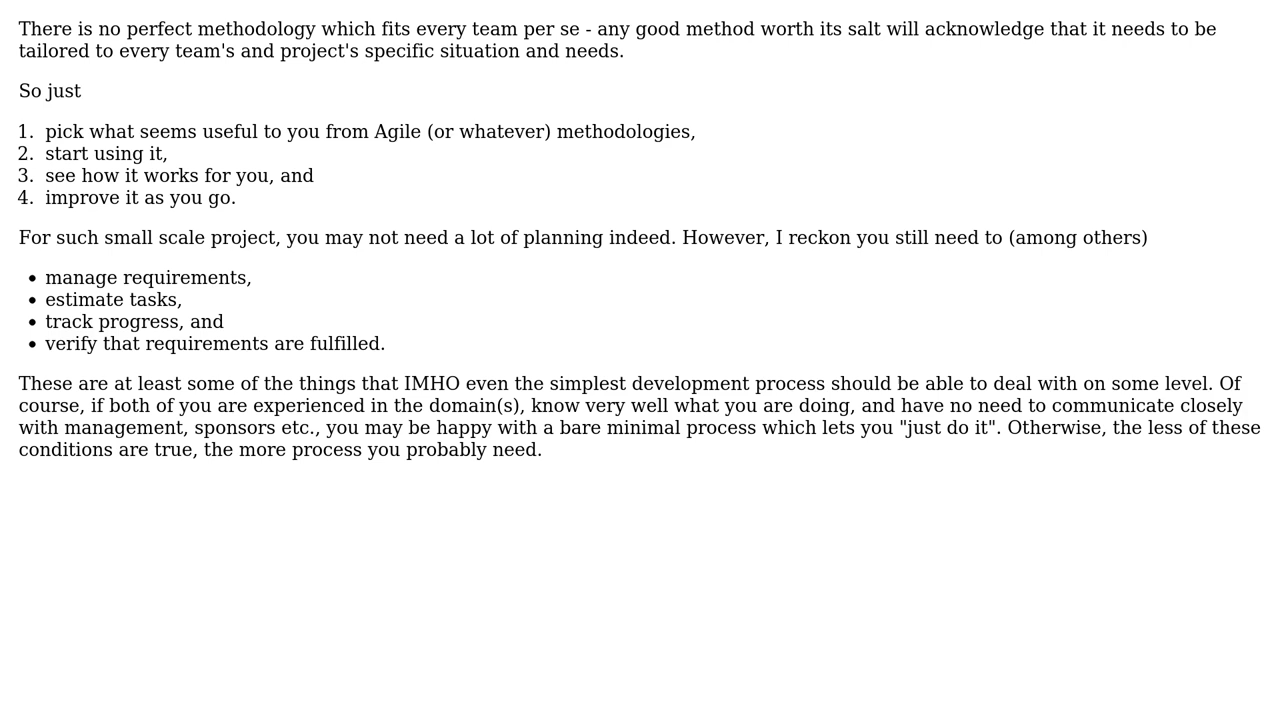 There is no perfect methodology which fits every team per se - any good method worth its salt will acknowledge that it needs to be
tailored to every team's and project's specific situation and needs.
So just
1. pick what seems useful to you from Agile (or whatever) methodologies,
2. start using it,
3. see how it works for you, and
4. improve it as you go.
For such small scale project, you may not need a lot of planning indeed. However, I reckon you still need to (among others)
• manage requirements,
• estimate tasks,
• track progress, and
• verify that requirements are fulfilled.
These are at least some of the things that IMHO even the simplest development process should be able to deal with on some level. Of
course, if both of you are experienced in the domain(s), know very well what you are doing, and have no need to communicate closely
with management, sponsors etc., you may be happy with a bare minimal process which lets you "just do it". Otherwise, the less of these
conditions are true, the more process you probably need.